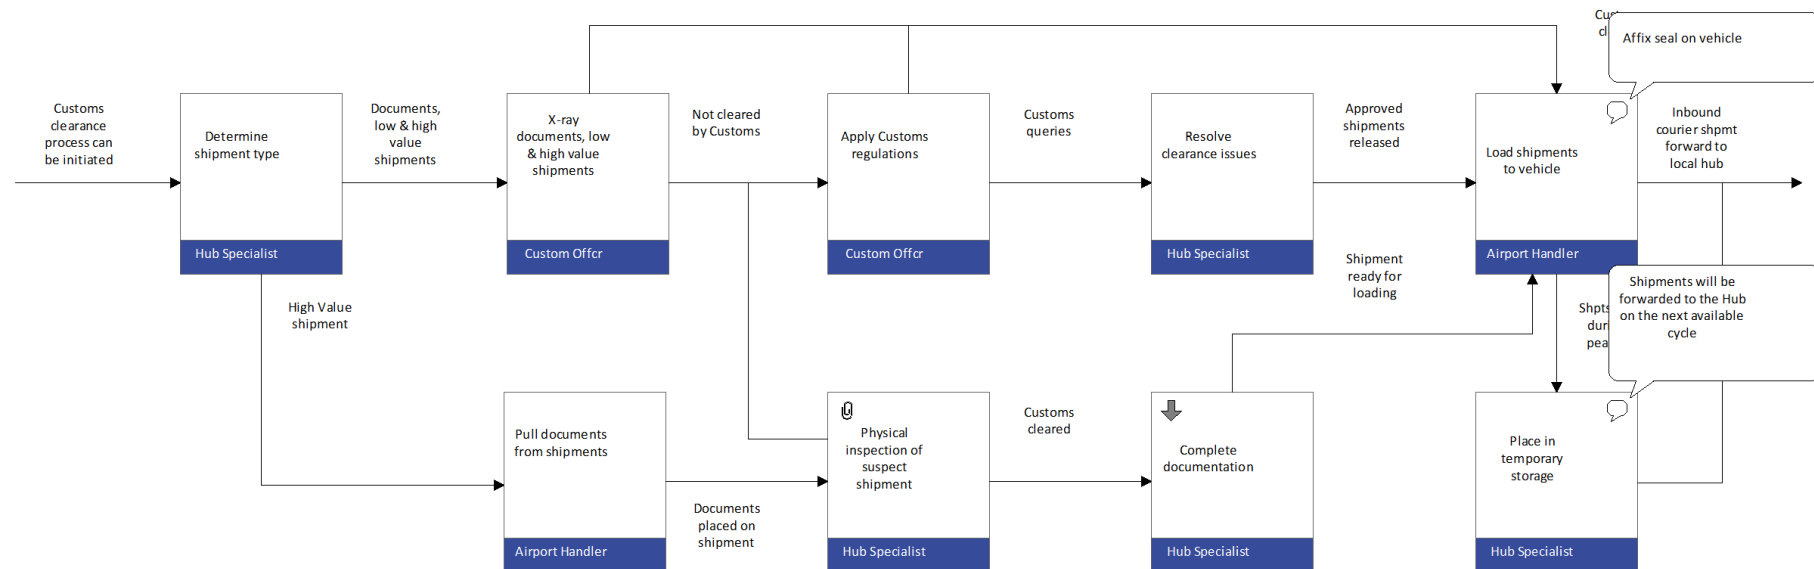 Affix seal on vehicle
Customs
clearance
process can
be initiated
Determine
shipment type
Hub Specialist
Documents,
low & high
value
shipments
X-ray
documents, low
& high value
shipments
Custom Offcr
Not cleared
by Customs
Apply Customs
regulations
Custom Offcr
Customs
queries
Resolve
clearance issues
Hub Specialist
Approved
shipments
released
Load shipments
to vehicle
Airport Handler
Inbound
courier shpmt
forward to
local hub
High Value
shipment
Shipment
ready for
loading
Shipments will be
forwarded to the Hub
on the next available
cycle
Pull documents
from shipments
Airport Handler
Documents
placed on
shipment
Physical
inspection of
suspect
shipment
Hub Specialist
Customs
cleared
Complete
documentation
Hub Specialist
Place in
temporary
storage
Hub Specialist